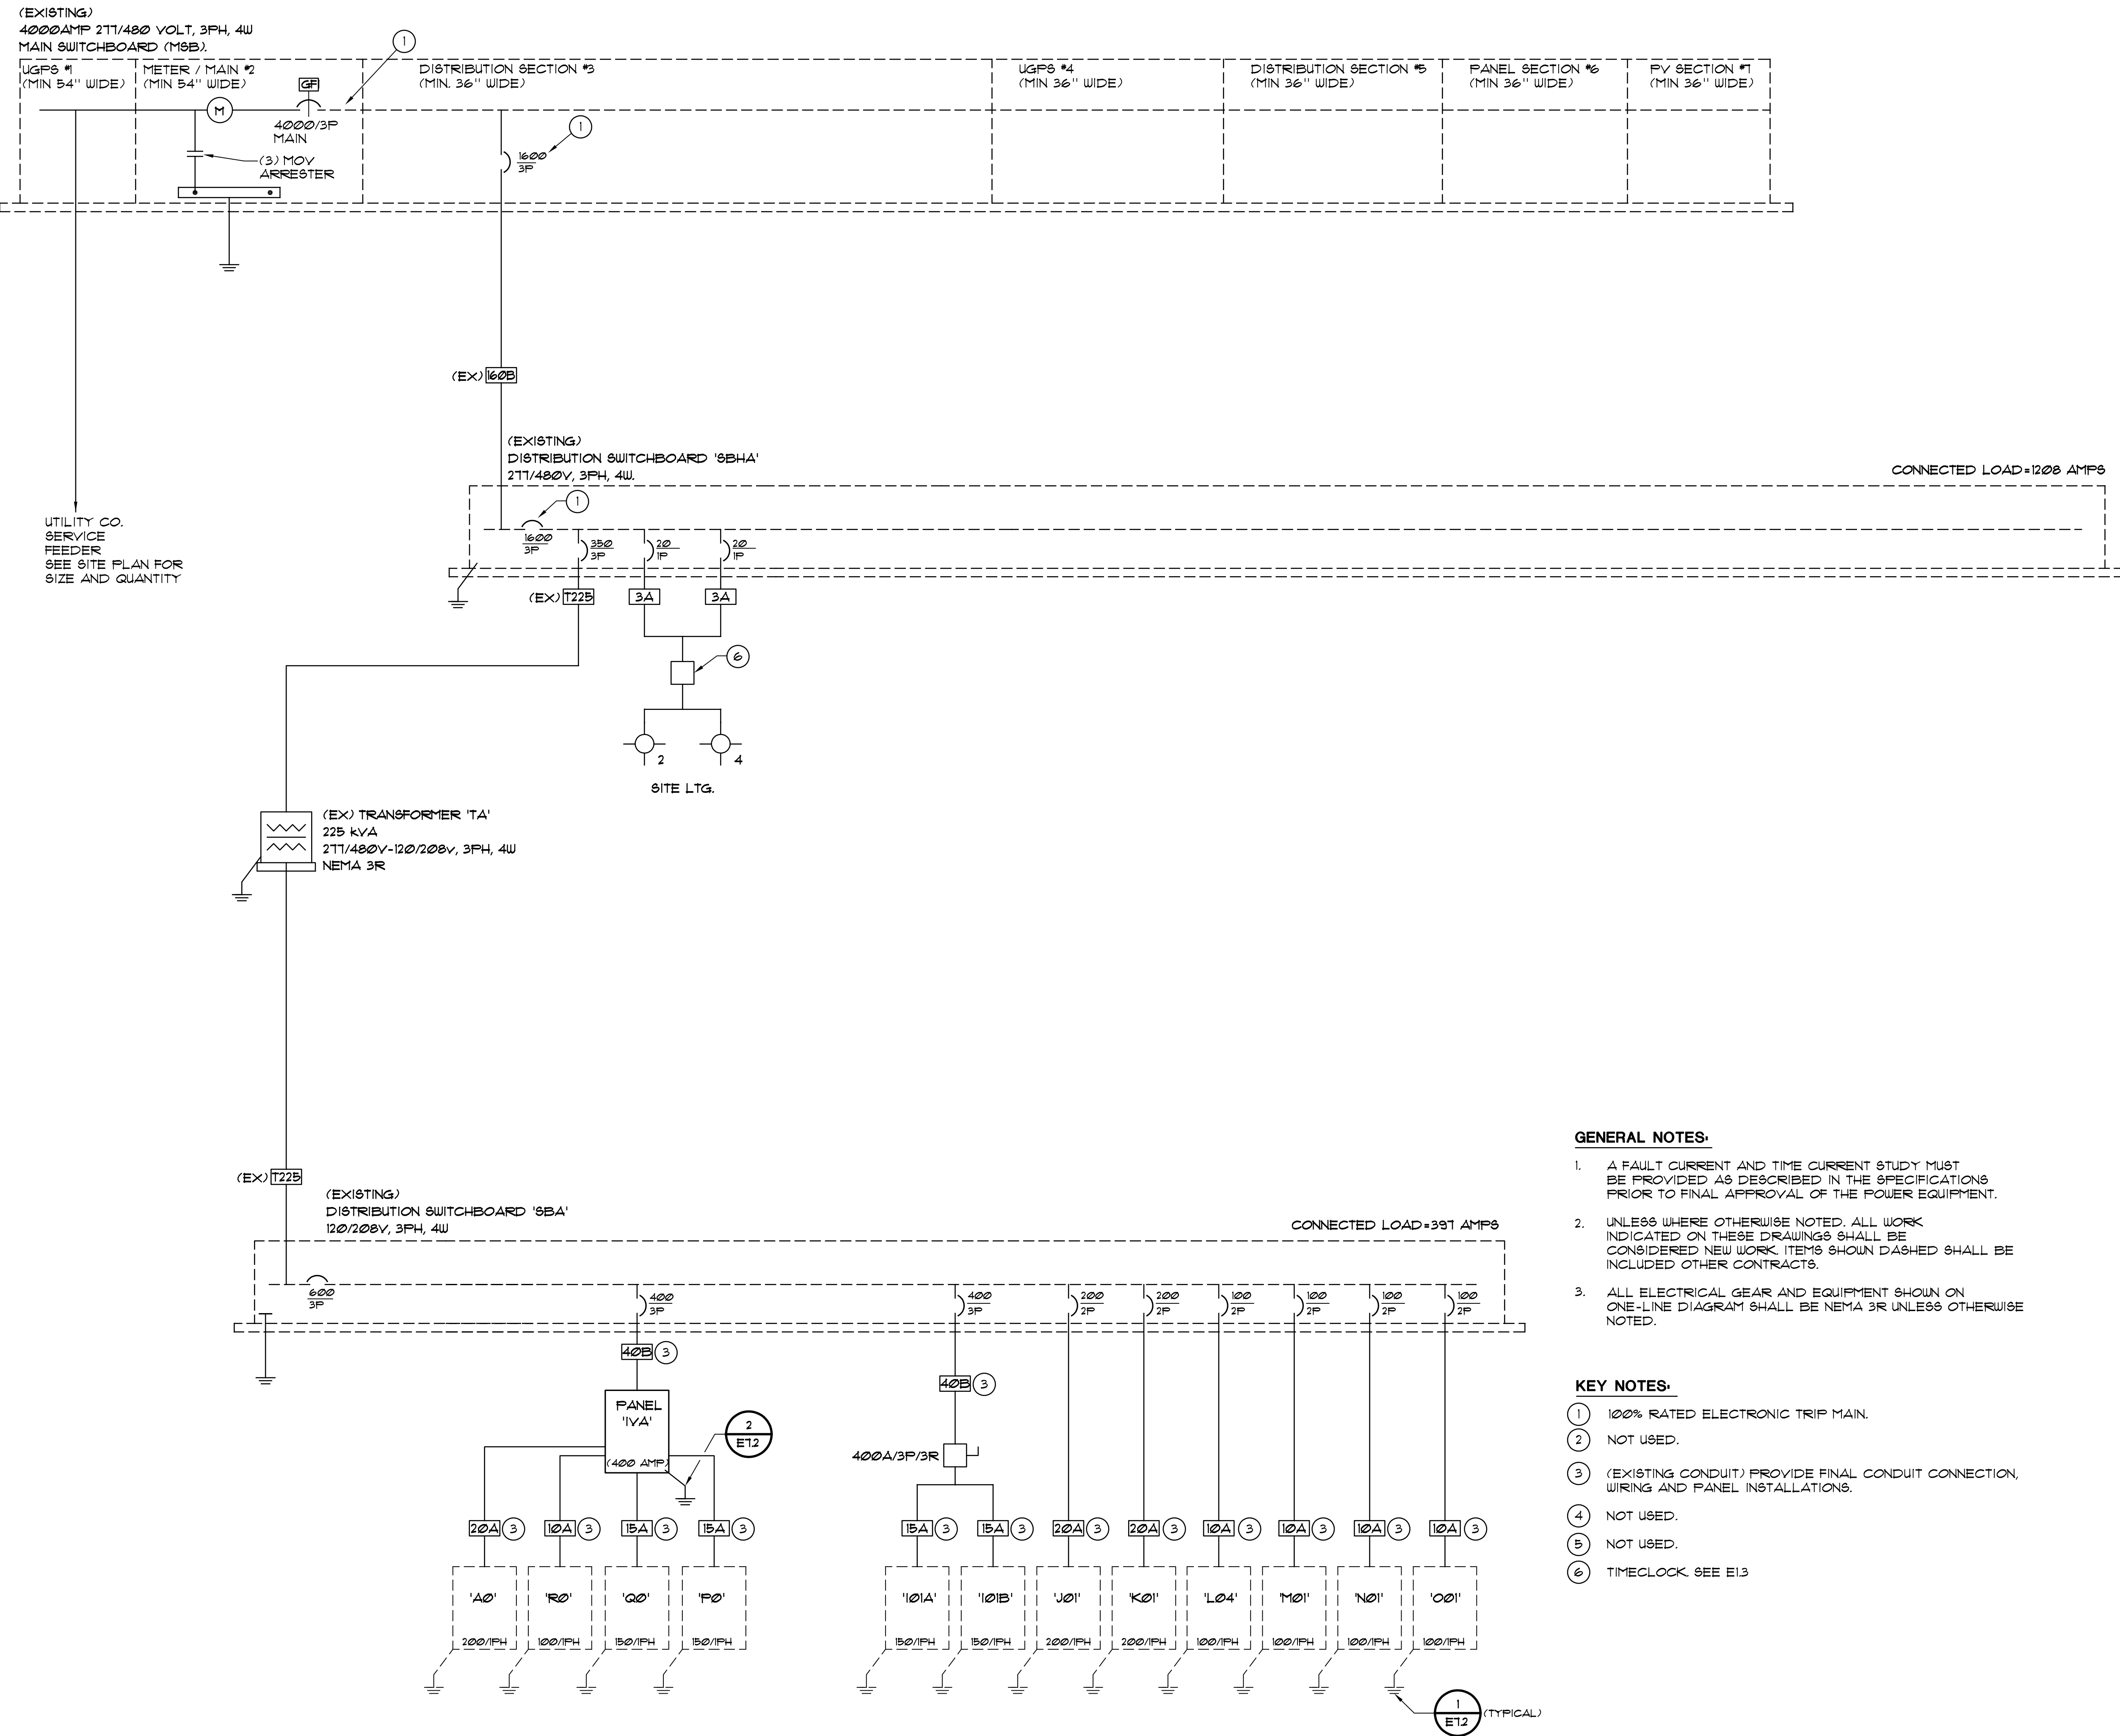 (EXISTING)
4000AMP 277/480 VOLT, 3PH, 4W
MAIN SWITCHBOARD (MSB).
1
UGPS #1
(MIN 54" WIDE)
METER / MAIN #2
(MIN 54" WIDE)
GF
DISTRIBUTION SECTION #3
(MIN. 36" WIDE)
UGPS #4
(MIN 36" WIDE)
DISTRIBUTION SECTION #5
(MIN 36" WIDE)
PANEL SECTION #6
(MIN 36" WIDE)
PV SECTION #7
(MIN 36" WIDE)
M
4000/3P
MAIN
(3) MOV
ARRESTER
1
1600
3P
(EX) 160B
UTILITY CO.
SERVICE
FEEDER
SEE SITE PLAN FOR
SIZE AND QUANTITY
(EXISTING)
DISTRIBUTION SWITCHBOARD 'SBHA'
277/480V, 3PH, 4W.
CONNECTED LOAD=1208 AMPS
1
1600
3P
350
3P
20
1P
20
1P
(EX) T225
3A
3A
6
2
4
SITE LTG.
(EX) TRANSFORMER 'TA'
225 kVA
277/480V-120/208v, 3PH, 4W
NEMA 3R
(EX) T225
(EXISTING)
DISTRIBUTION SWITCHBOARD 'SBA'
120/208V, 3PH, 4W
CONNECTED LOAD=397 AMPS
600
3P
400
3P
400
3P
200
2P
200
2P
100
2P
100
2P
100
2P
100
2P
40B 3
40B 3
PANEL
'IVA'
(400 AMP)
2
E7.2
400A/3P/3R
20A 3
10A 3
15A 3
15A 3
15A 3
15A 3
20A 3
20A 3
10A 3
10A 3
10A 3
10A 3
'A0'
200/1PH
'R0'
100/1PH
'Q0'
150/1PH
'P0'
150/1PH
'101A'
150/1PH
'101B'
150/1PH
'J01'
200/1PH
'K01'
200/1PH
'L04'
100/1PH
'M01'
100/1PH
'N01'
100/1PH
'O01'
100/1PH
1
E7.2
(TYPICAL)
GENERAL NOTES:
1. A FAULT CURRENT AND TIME CURRENT STUDY MUST
BE PROVIDED AS DESCRIBED IN THE SPECIFICATIONS
PRIOR TO FINAL APPROVAL OF THE POWER EQUIPMENT.
2. UNLESS WHERE OTHERWISE NOTED. ALL WORK
INDICATED ON THESE DRAWINGS SHALL BE
CONSIDERED NEW WORK. ITEMS SHOWN DASHED SHALL BE
INCLUDED OTHER CONTRACTS.
3. ALL ELECTRICAL GEAR AND EQUIPMENT SHOWN ON
ONE-LINE DIAGRAM SHALL BE NEMA 3R UNLESS OTHERWISE
NOTED.
KEY NOTES:
1 100% RATED ELECTRONIC TRIP MAIN.
2 NOT USED.
3 (EXISTING CONDUIT) PROVIDE FINAL CONDUIT CONNECTION,
WIRING AND PANEL INSTALLATIONS.
4 NOT USED.
5 NOT USED.
6 TIMECLOCK. SEE E1.3